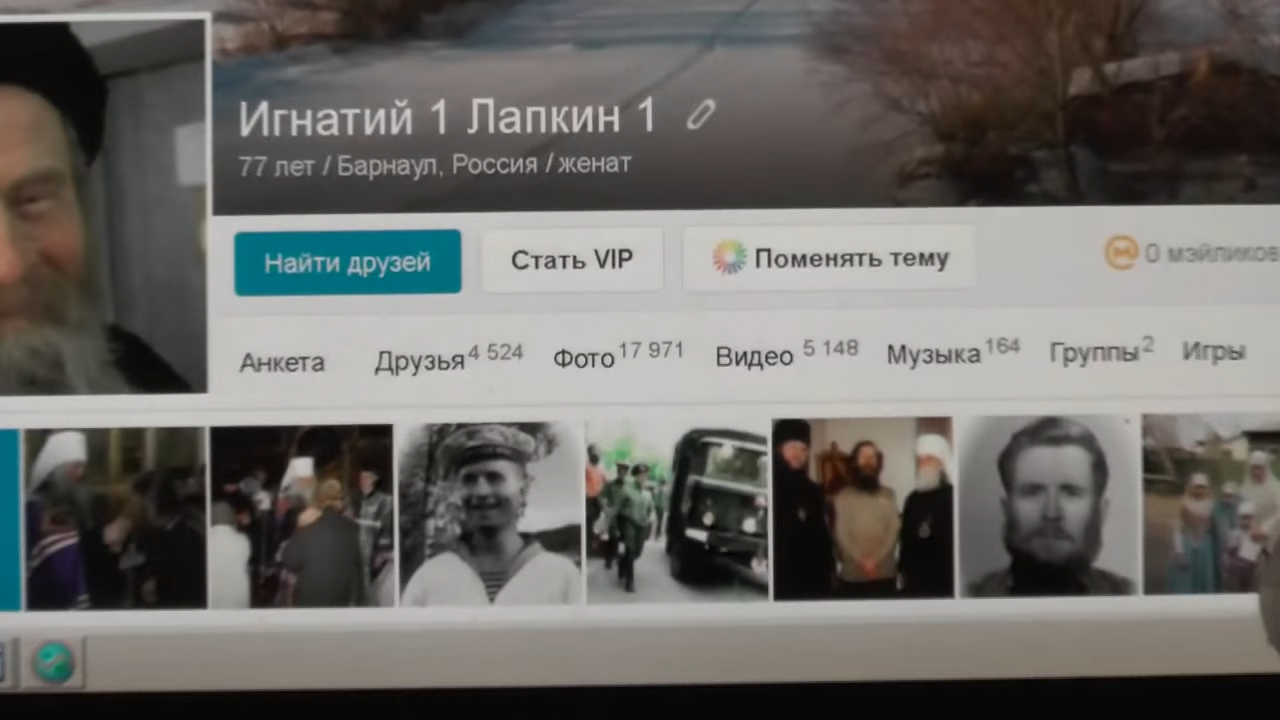 Игнатий 1 Лапкин 1
77 лет / Барнаул, Россия / женат
Найти друзей Стать VIP Поменять тему 0 мэйликов
Анкета Друзья 4 524 Фото 17 971 Видео 5 148 Музыка 164 Группы 2 Игры